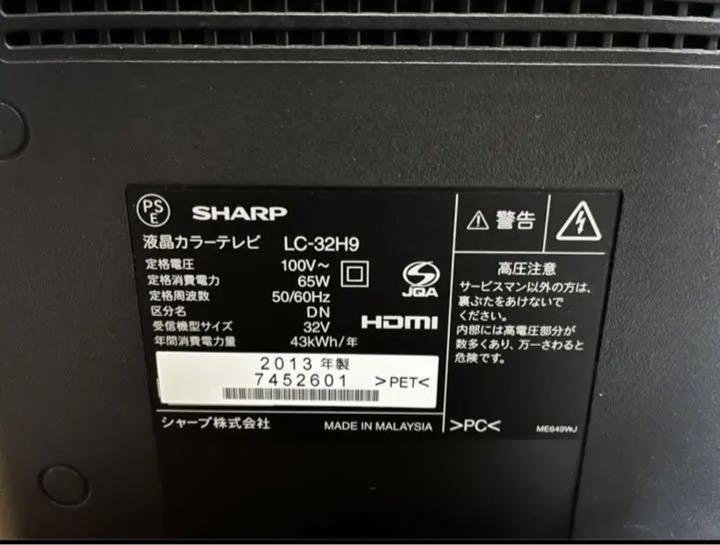 PS
E
SHARP
液晶カラーテレビ LC-32H9
定格電圧 100V~
定格消費電力 65W
定格周波数 50/60Hz
区分名 DN
受信機型サイズ 32V
年間消費電力量 43kWh/年
JQA
HDMI
2013 年製
7452601 >PET<
シャープ株式会社 MADE IN MALAYSIA
⚠ 警告
高圧注意
サービスマン以外の方は、
裏ぶたをあけないで
ください。
内部には高電圧部分が
数多くあり、万一さわると
危険です。
>PC< ME649WJ